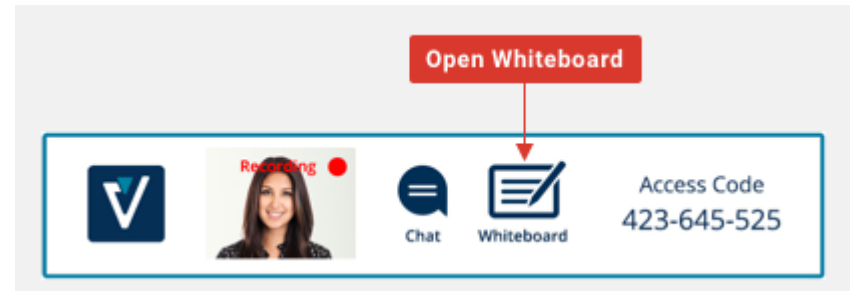 Open Whiteboard
Recording
Chat
Whiteboard
Access Code
423-645-525